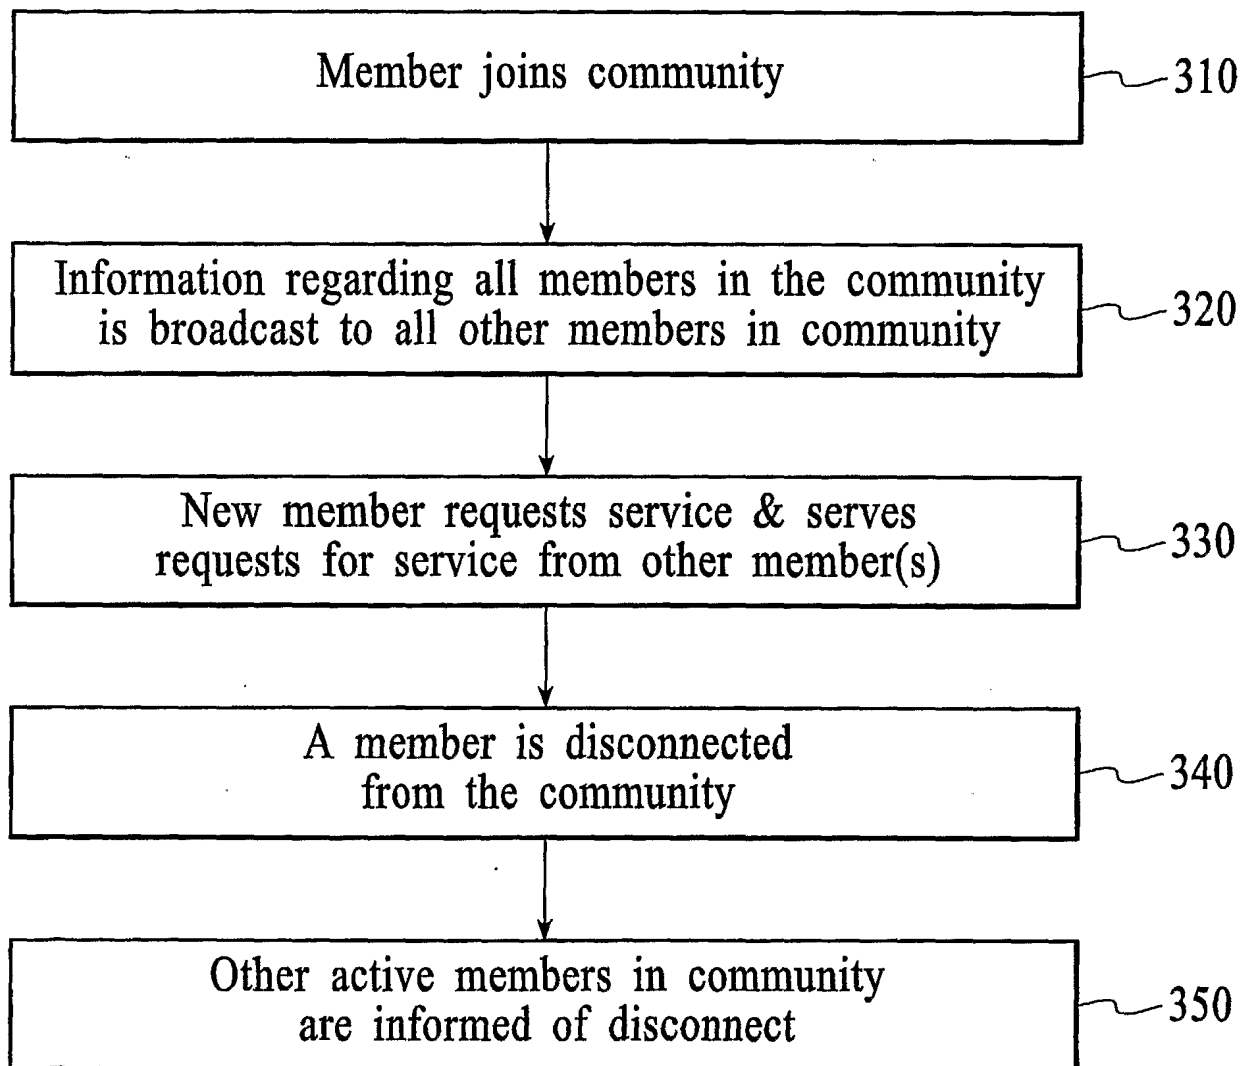 Member joins community
310
Information regarding all members in the community
is broadcast to all other members in community
320
New member requests service & serves
requests for service from other member(s)
330
A member is disconnected
from the community
340
Other active members in community
are informed of disconnect
350